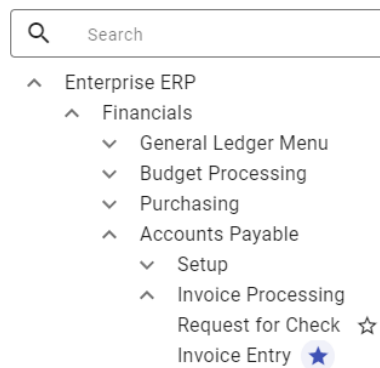 Search
Enterprise ERP
Financials
General Ledger Menu
Budget Processing
Purchasing
Accounts Payable
Setup
Invoice Processing
Request for Check
Invoice Entry